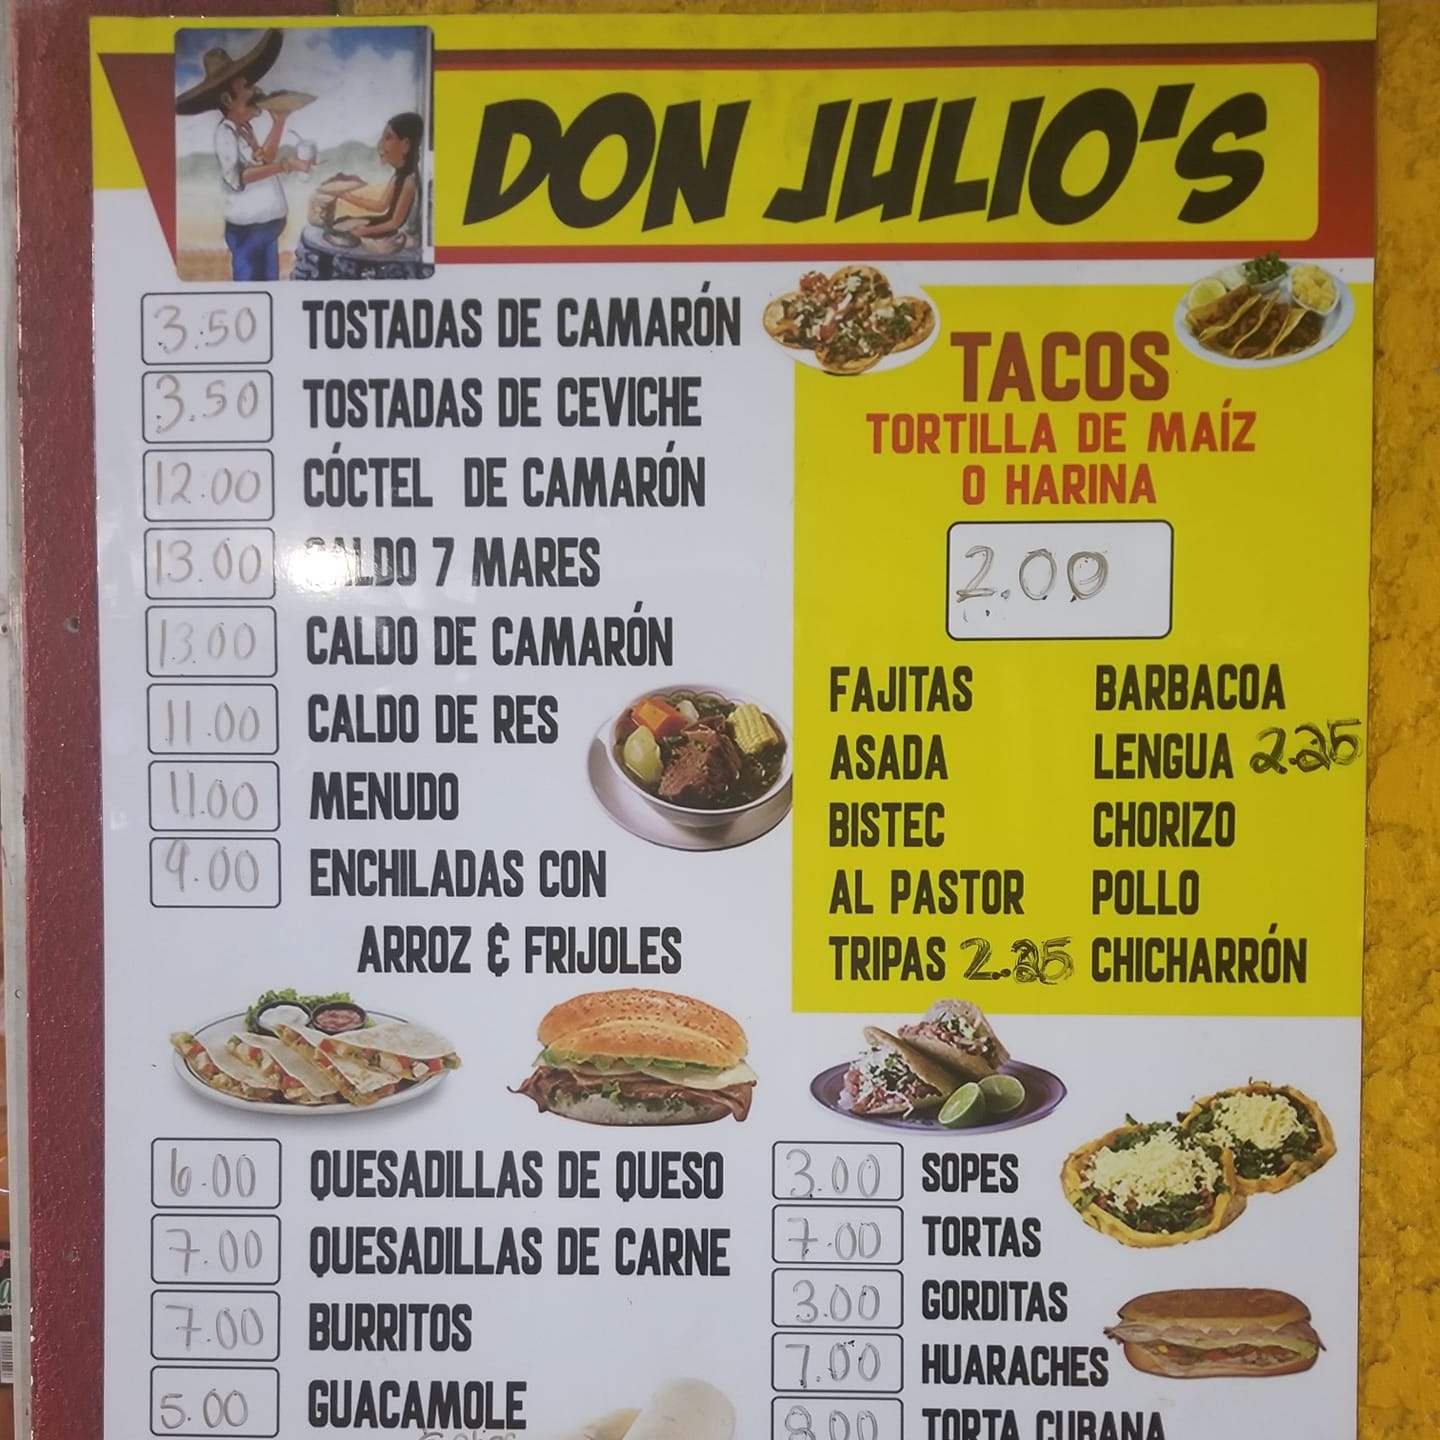 DON JULIO'S
3.50 TOSTADAS DE CAMARÓN
3.50 TOSTADAS DE CEVICHE
12.00 CÓCTEL DE CAMARÓN
13.00 CALDO 7 MARES
13.00 CALDO DE CAMARÓN
11.00 CALDO DE RES
11.00 MENUDO
9.00 ENCHILADAS CON
ARROZ & FRIJOLES
TACOS
TORTILLA DE MAÍZ
O HARINA
2.00
FAJITAS
ASADA
BISTEC
AL PASTOR
TRIPAS 2.25
BARBACOA
LENGUA 2.25
CHORIZO
POLLO
CHICHARRÓN
6.00 QUESADILLAS DE QUESO
7.00 QUESADILLAS DE CARNE
7.00 BURRITOS
5.00 GUACAMOLE
3.00 SOPES
7.00 TORTAS
3.00 GORDITAS
7.00 HUARACHES
8.00 TORTA CUBANA